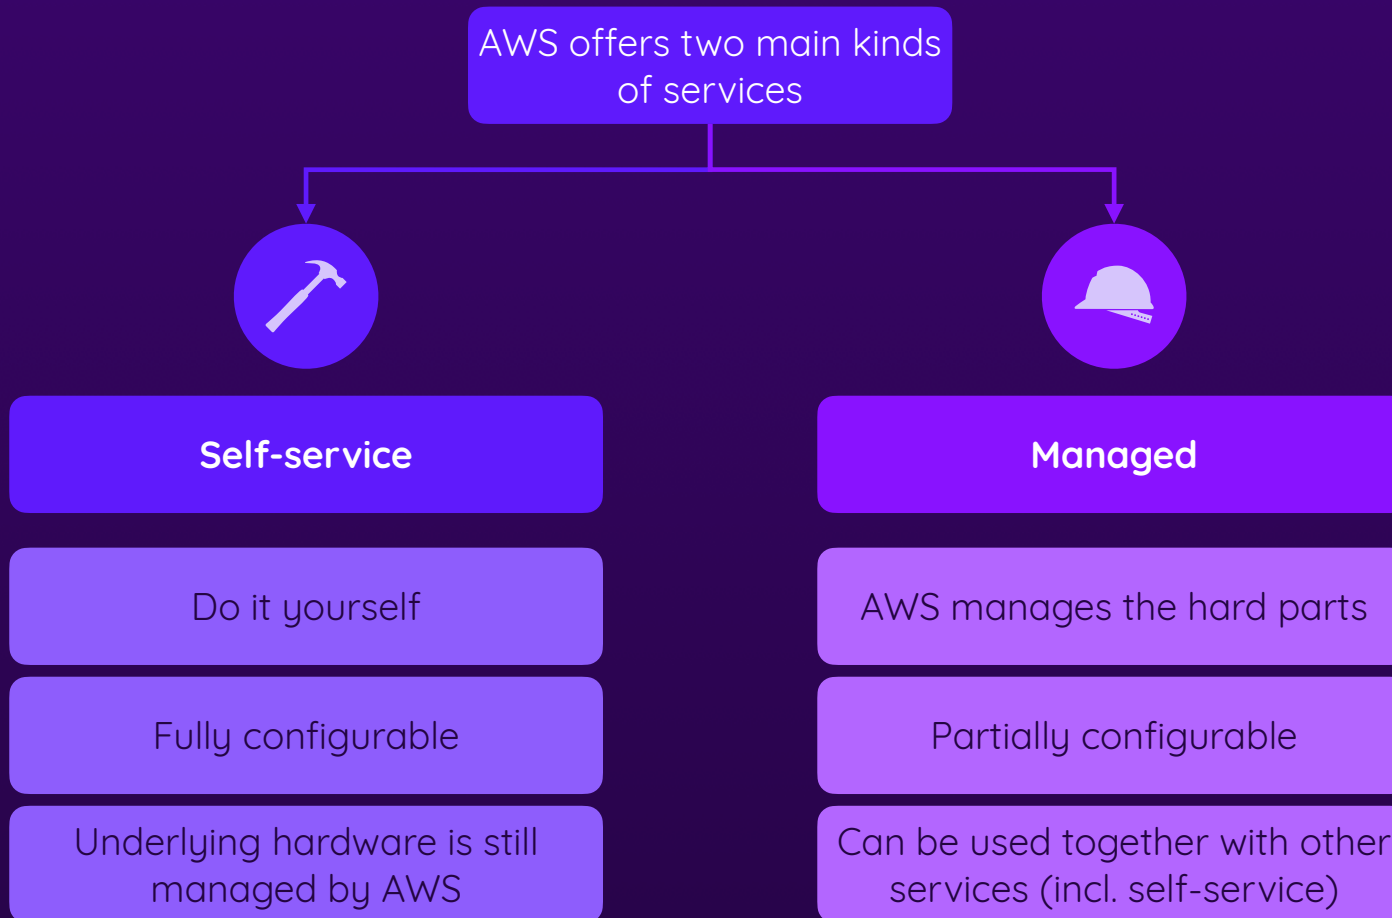 AWS offers two main kinds
of services
Self-service
Do it yourself
Fully configurable
Underlying hardware is still
managed by AWS
Managed
AWS manages the hard parts
Partially configurable
Can be used together with other
services (incl. self-service)